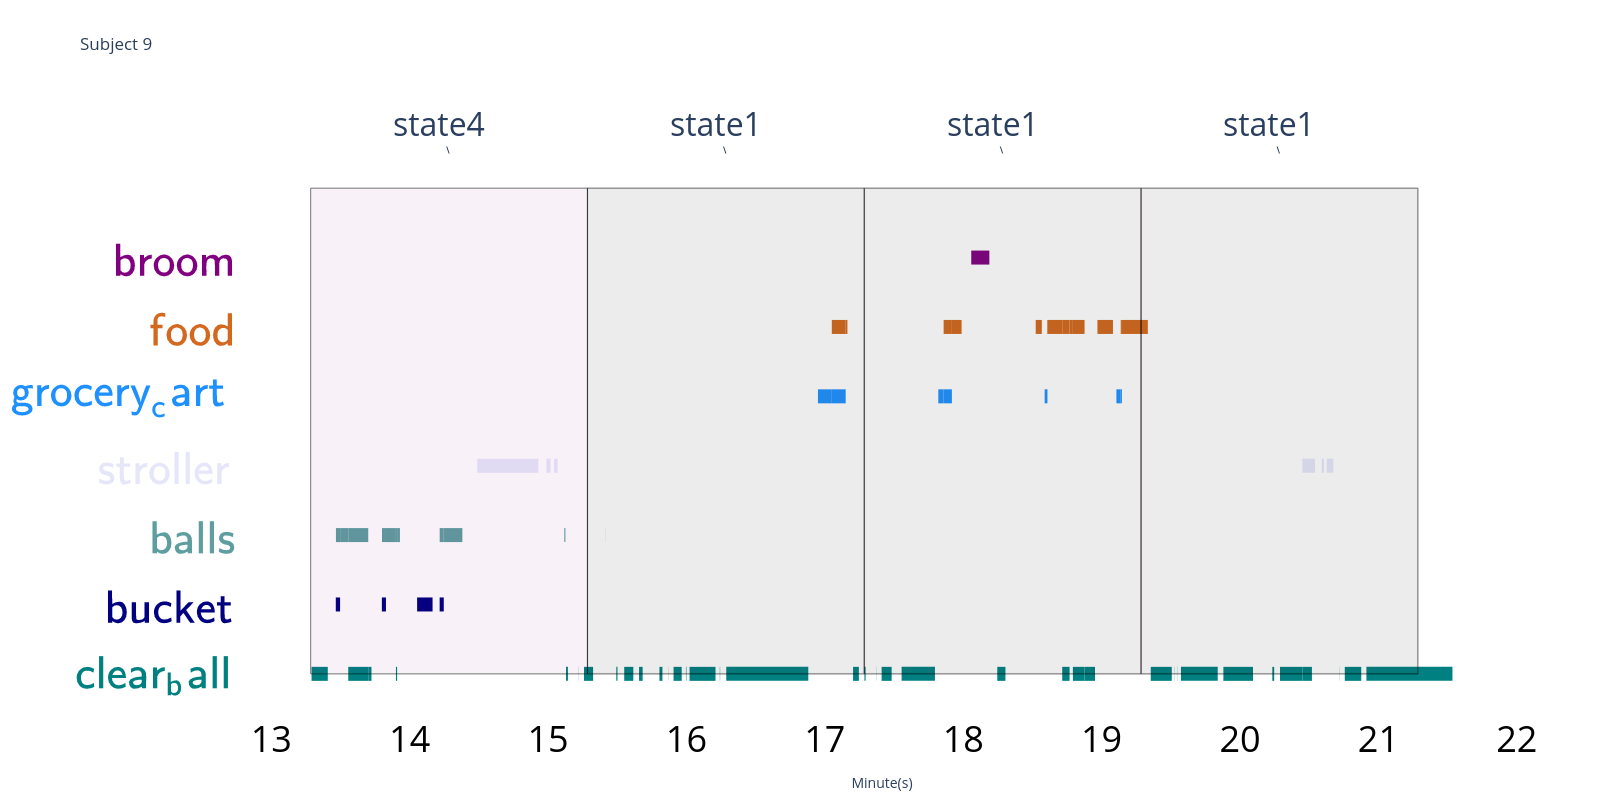 Subject 9
state4 state1 state1 state1
broom
food
grocery_cart
stroller
balls
bucket
clear_ball
13 14 15 16 17 18 19 20 21 22
Minute(s)